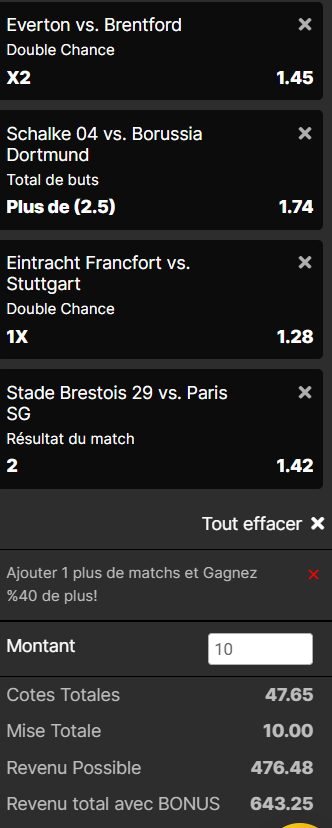 Everton vs. Brentford
Double Chance
X2 1.45
Schalke 04 vs. Borussia
Dortmund
Total de buts
Plus de (2.5) 1.74
Eintracht Francfort vs.
Stuttgart
Double Chance
1X 1.28
Stade Brestois 29 vs. Paris
SG
Résultat du match
2 1.42
Tout effacer
Ajouter 1 plus de matchs et Gagnez
%40 de plus!
Montant 10
Cotes Totales 47.65
Mise Totale 10.00
Revenu Possible 476.48
Revenu total avec BONUS 643.25